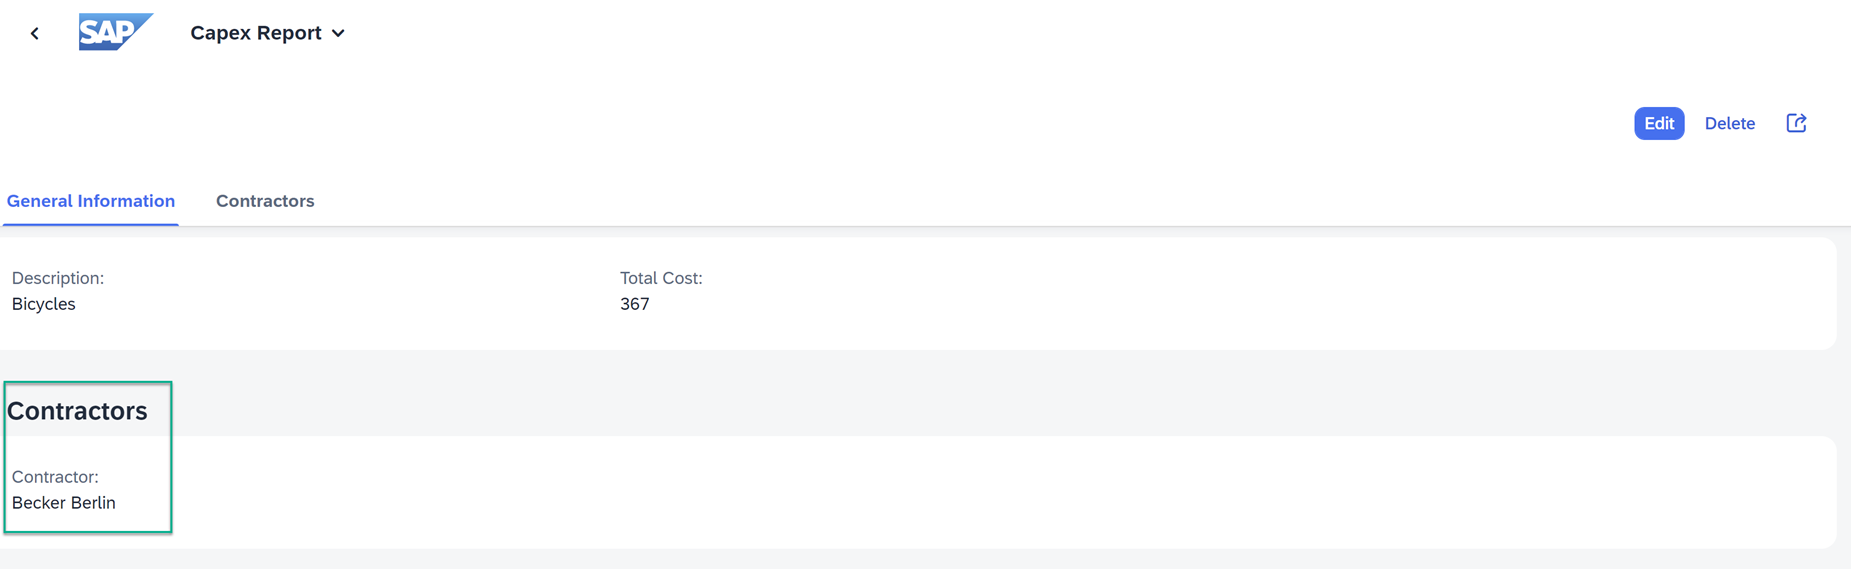 SAP
Capex Report
Edit
Delete
General Information
Contractors
Description:
Total Cost:
Bicycles
367
Contractors
Contractor:
Becker Berlin